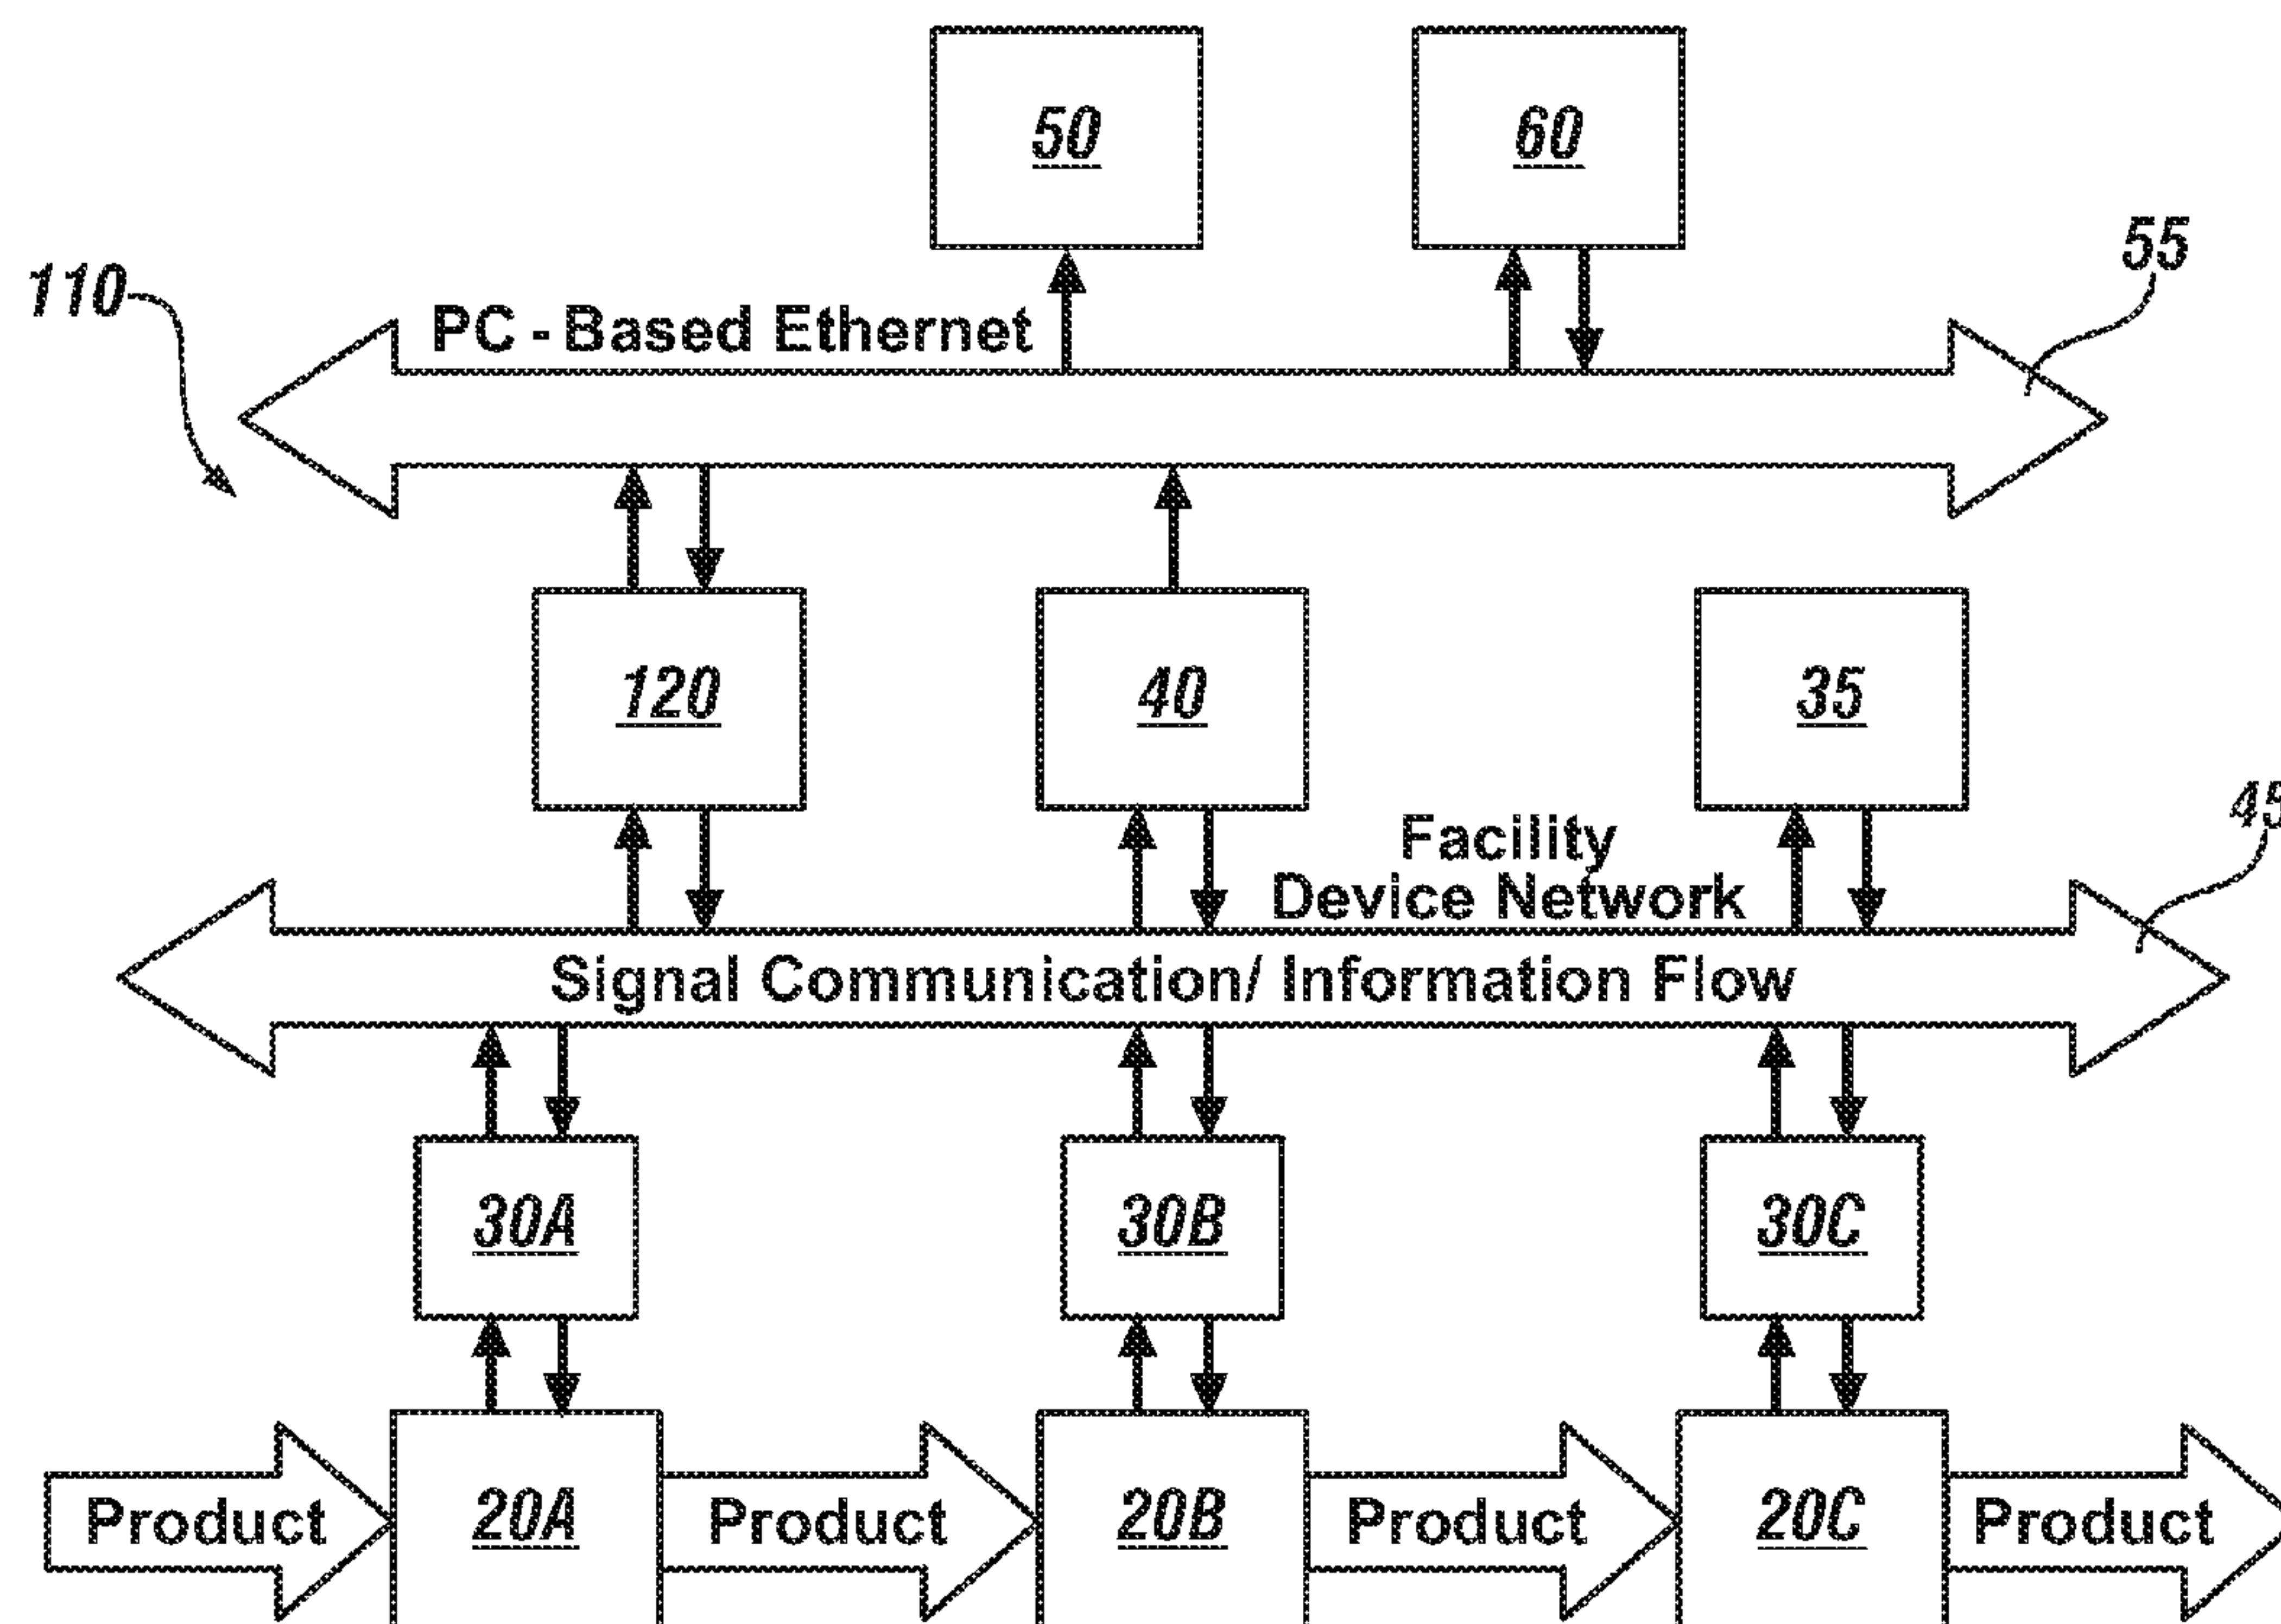 50
60
55
110
PC - Based Ethernet
120
40
35
45
Facility
Device Network
Signal Communication/ Information Flow
30A
30B
30C
Product
20A
Product
20B
Product
20C
Product